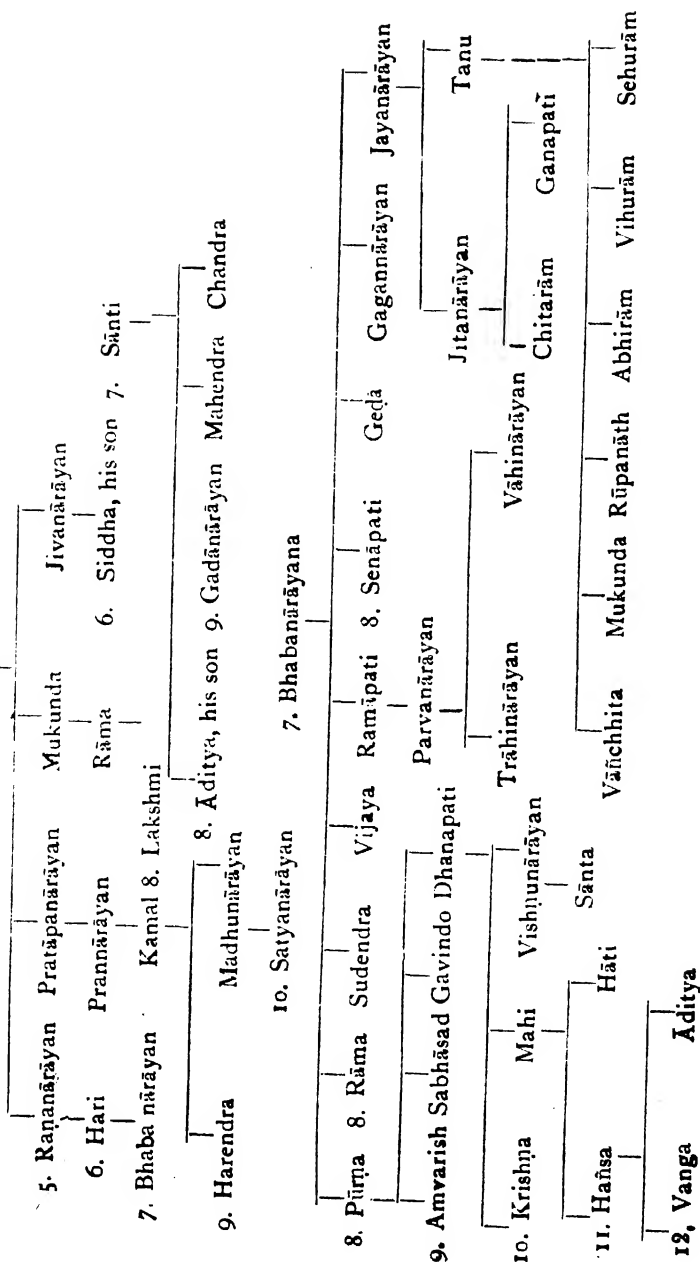 5. Raṇanārāyan Pratāpanārāyan Mukunda Jivanārāyan
6. Hari Prannārāyan Rāma 6. Siddha, his son 7. Sānti
7. Bhaba nārāyan Kamal 8. Lakshmi
8. Āditya, his son 9. Gadānārāyan Mahendra Chandra
9. Harendra Madhunārāyan
10. Satyanārāyan
7. Bhabanārāyana
8. Pūrṇa 8. Rāma Sudendra Vijaya Ramāpati 8. Senāpati Geḍā Gagannārāyan Jayanārāyan
9. Amvarish Sabhāsad Gavindo Dhanapati Parvanārāyan Jitanārāyan Tanu
10. Krishṇa Mahi Vishṇunārāyan Trāhinārāyan Vāhinārāyan Chitarām Ganapati
11. Hañsa Hāti Sānta Vāñchhita Mukunda Rūpanāth Abhirām Vihurām Sehurām
12, Vanga Āditya